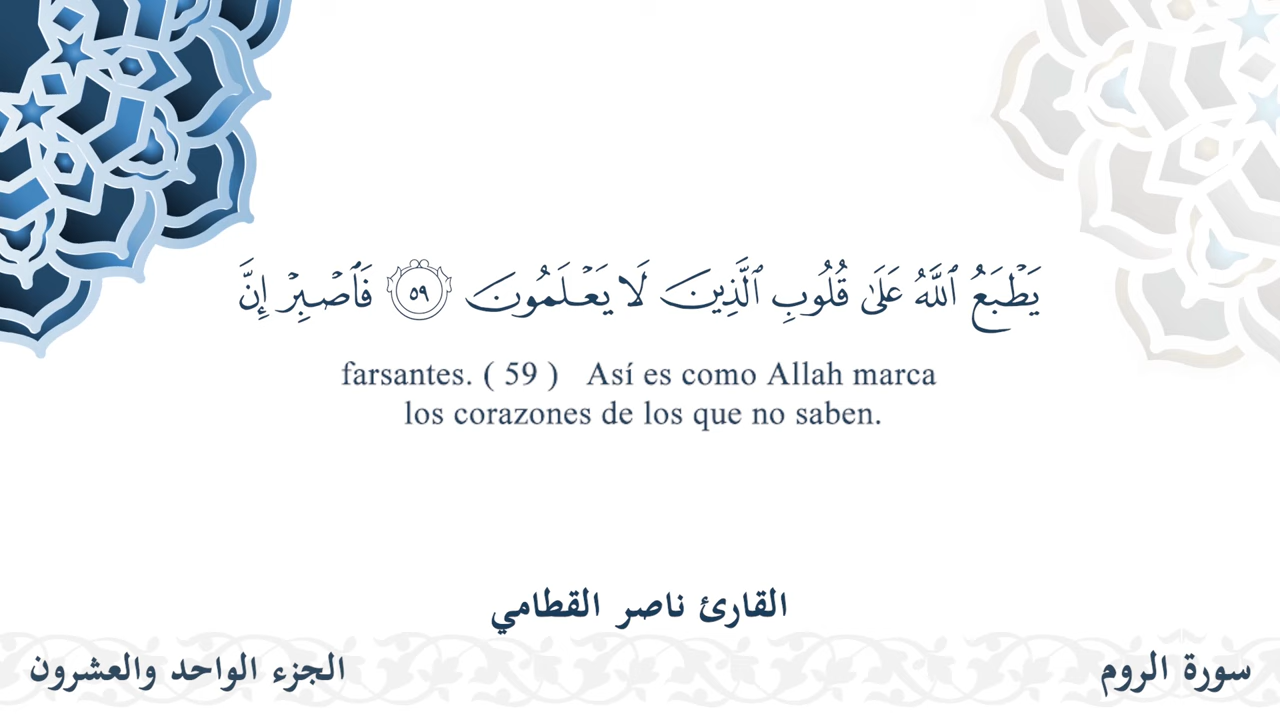 يَطْبَعُ ٱللَّهُ عَلَىٰ قُلُوبِ ٱلَّذِينَ لَا يَعْلَمُونَ ٥٩ فَٱصْبِرْ إِنَّ
farsantes. ( 59 ) Así es como Allah marca
los corazones de los que no saben.
القارئ ناصر القطامي
سورة الروم
الجزء الواحد والعشرون